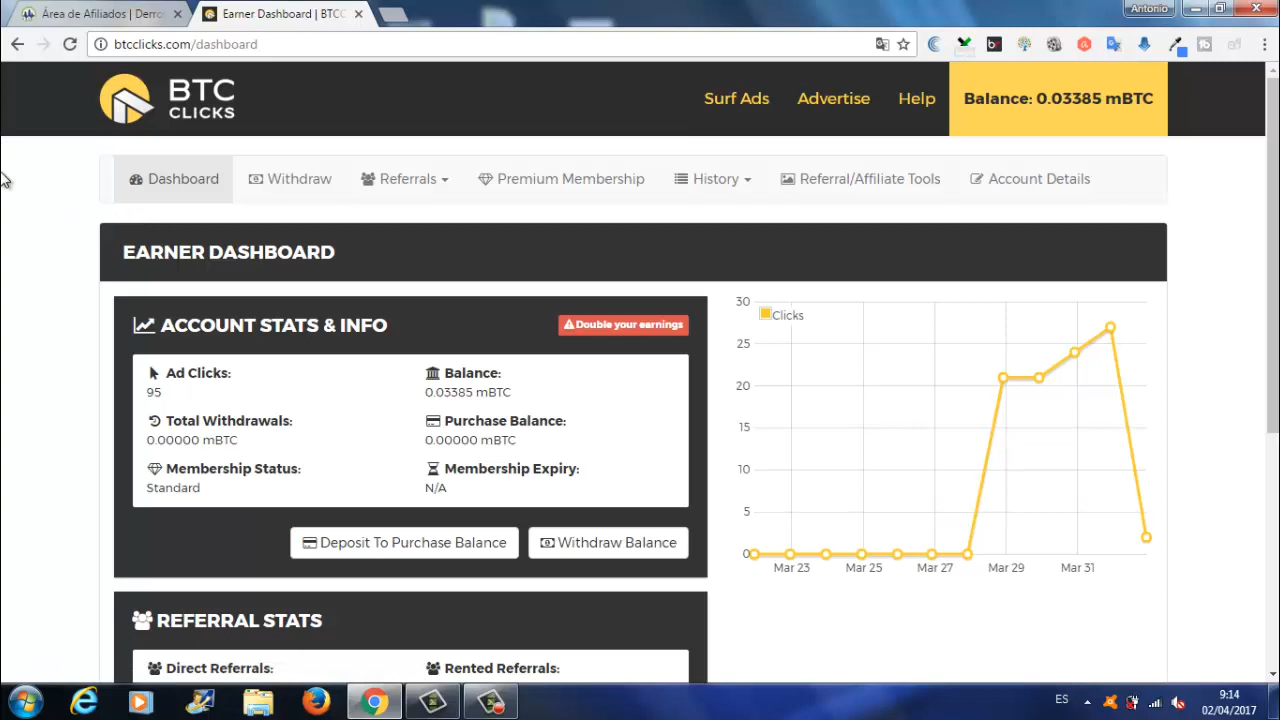 Área de Afiliados | Derro
Earner Dashboard | BTCC
Antonio
btcclicks.com/dashboard
BTC
CLICKS
Surf Ads
Advertise
Help
Balance: 0.03385 mBTC
Dashboard
Withdraw
Referrals
Premium Membership
History
Referral/Affiliate Tools
Account Details
EARNER DASHBOARD
ACCOUNT STATS & INFO
Double your earnings
Ad Clicks:
95
Balance:
0.03385 mBTC
Total Withdrawals:
0.00000 mBTC
Purchase Balance:
0.00000 mBTC
Membership Status:
Standard
Membership Expiry:
N/A
Deposit To Purchase Balance
Withdraw Balance
REFERRAL STATS
Direct Referrals:
Rented Referrals:
Clicks
30
25
20
15
10
5
0
Mar 23
Mar 25
Mar 27
Mar 29
Mar 31
ES
9:14
02/04/2017